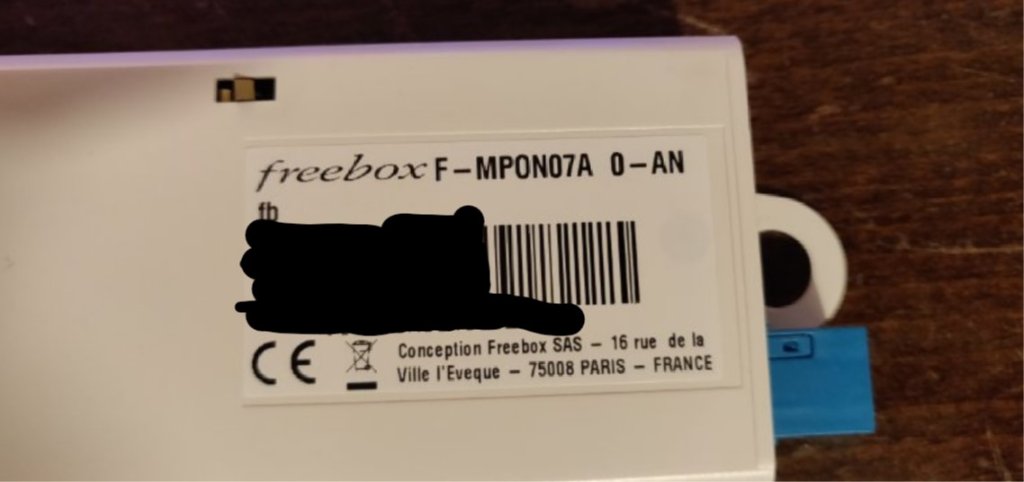 freebox F-MPON07A 0-AN
fb
CE
Conception Freebox SAS – 16 rue de la
Ville l'Eveque – 75008 PARIS – FRANCE